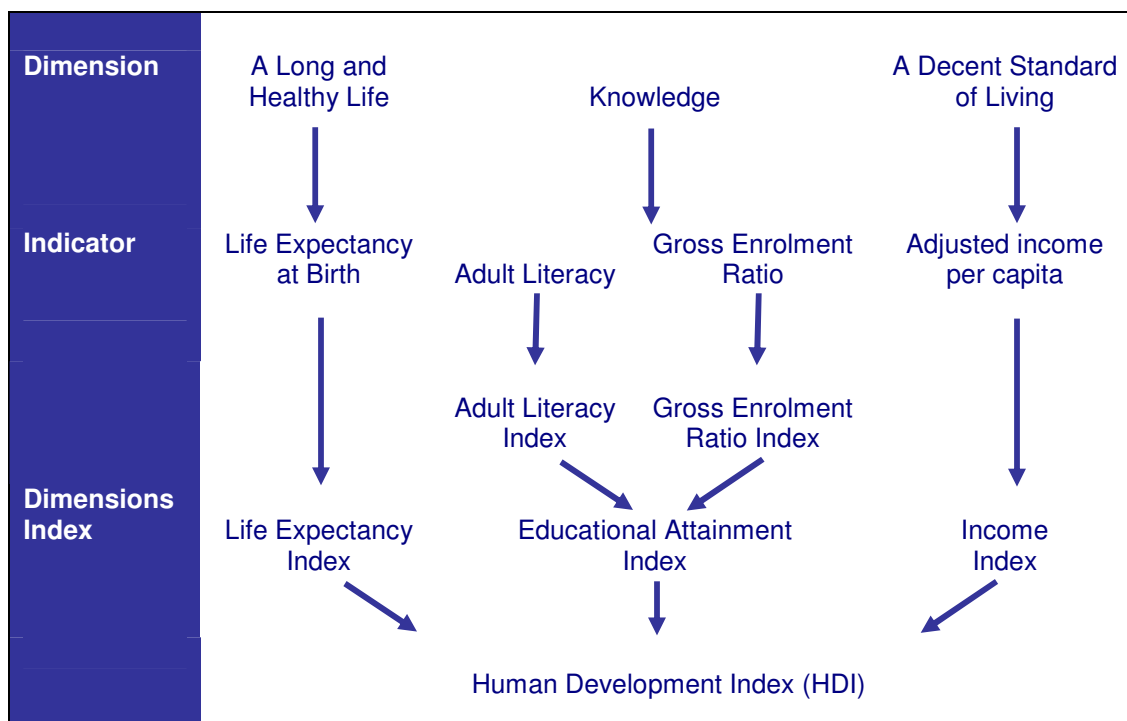 Dimension
A Long and
Healthy Life
Knowledge
A Decent Standard
of Living
Indicator
Life Expectancy
at Birth
Adult Literacy
Gross Enrolment
Ratio
Adjusted income
per capita
Adult Literacy
Index
Gross Enrolment
Ratio Index
Dimensions
Index
Life Expectancy
Index
Educational Attainment
Index
Income
Index
Human Development Index (HDI)